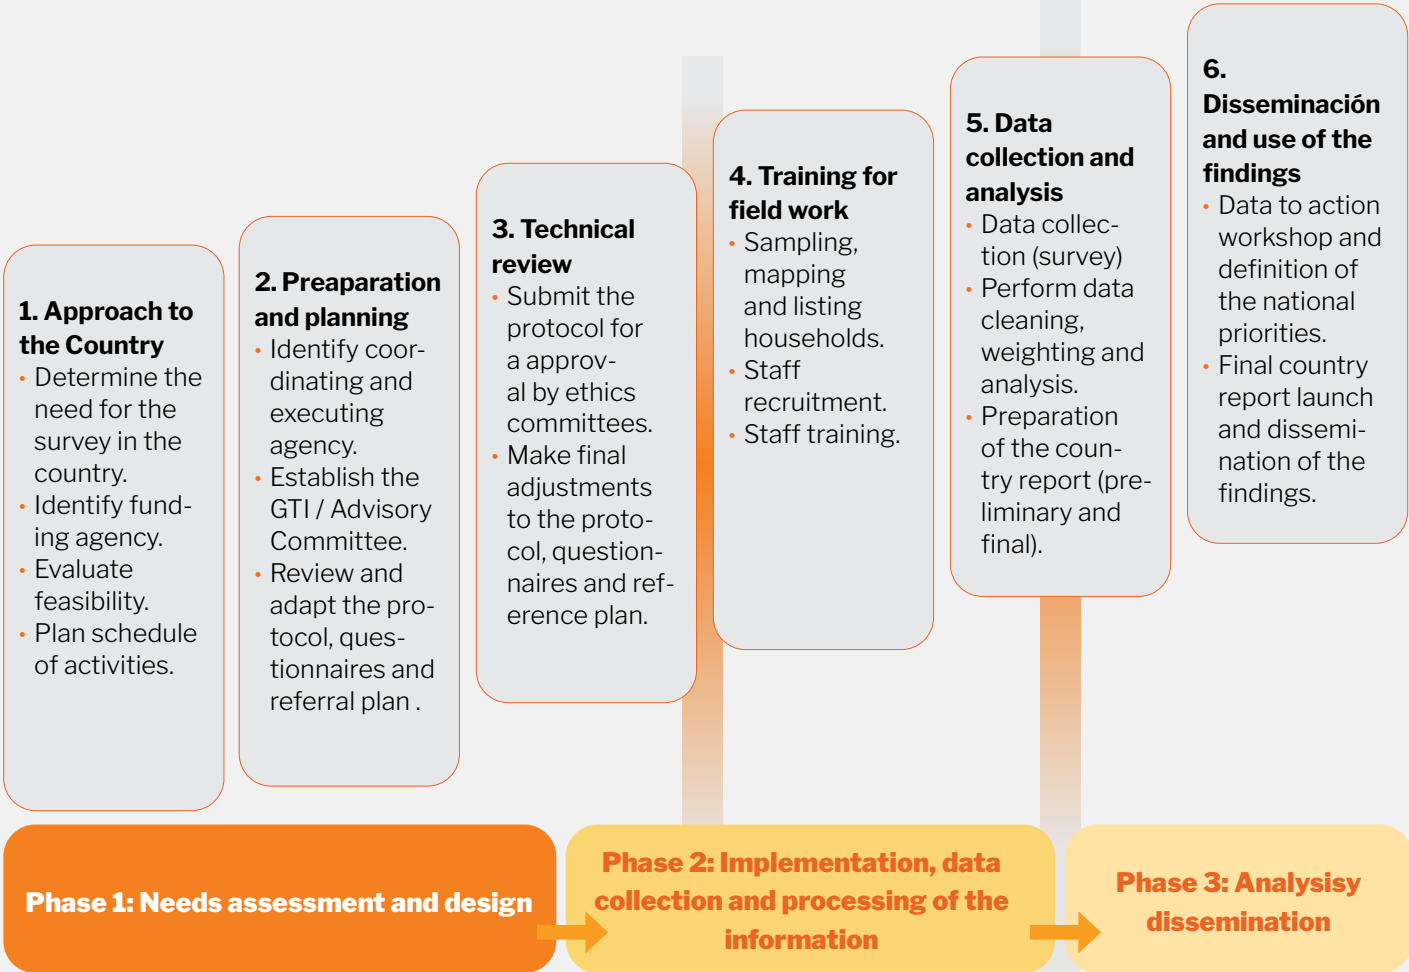 1. Approach to
the Country
• Determine the
need for the
survey in the
country.
• Identify fund-
ing agency.
• Evaluate
feasibility.
• Plan schedule
of activities.
2. Preaparation
and planning
• Identify coor-
dinating and
executing
agency.
• Establish the
GTI / Advisory
Committee.
• Review and
adapt the pro-
tocol, ques-
tionnaires and
referral plan .
3. Technical
review
• Submit the
protocol for
a approv-
al by ethics
committees.
• Make final
adjustments
to the proto-
col, question-
naires and ref-
erence plan.
4. Training for
field work
• Sampling,
mapping
and listing
households.
• Staff
recruitment.
• Staff training.
5. Data
collection and
analysis
• Data collec-
tion (survey)
• Perform data
cleaning,
weighting and
analysis.
• Preparation
of the coun-
try report (pre-
liminary and
final).
6.
Disseminación
and use of the
findings
• Data to action
workshop and
definition of
the national
priorities.
• Final country
report launch
and dissemi-
nation of the
findings.
Phase 1: Needs assessment and design
Phase 2: Implementation, data
collection and processing of the
information
Phase 3: Analysisy
dissemination